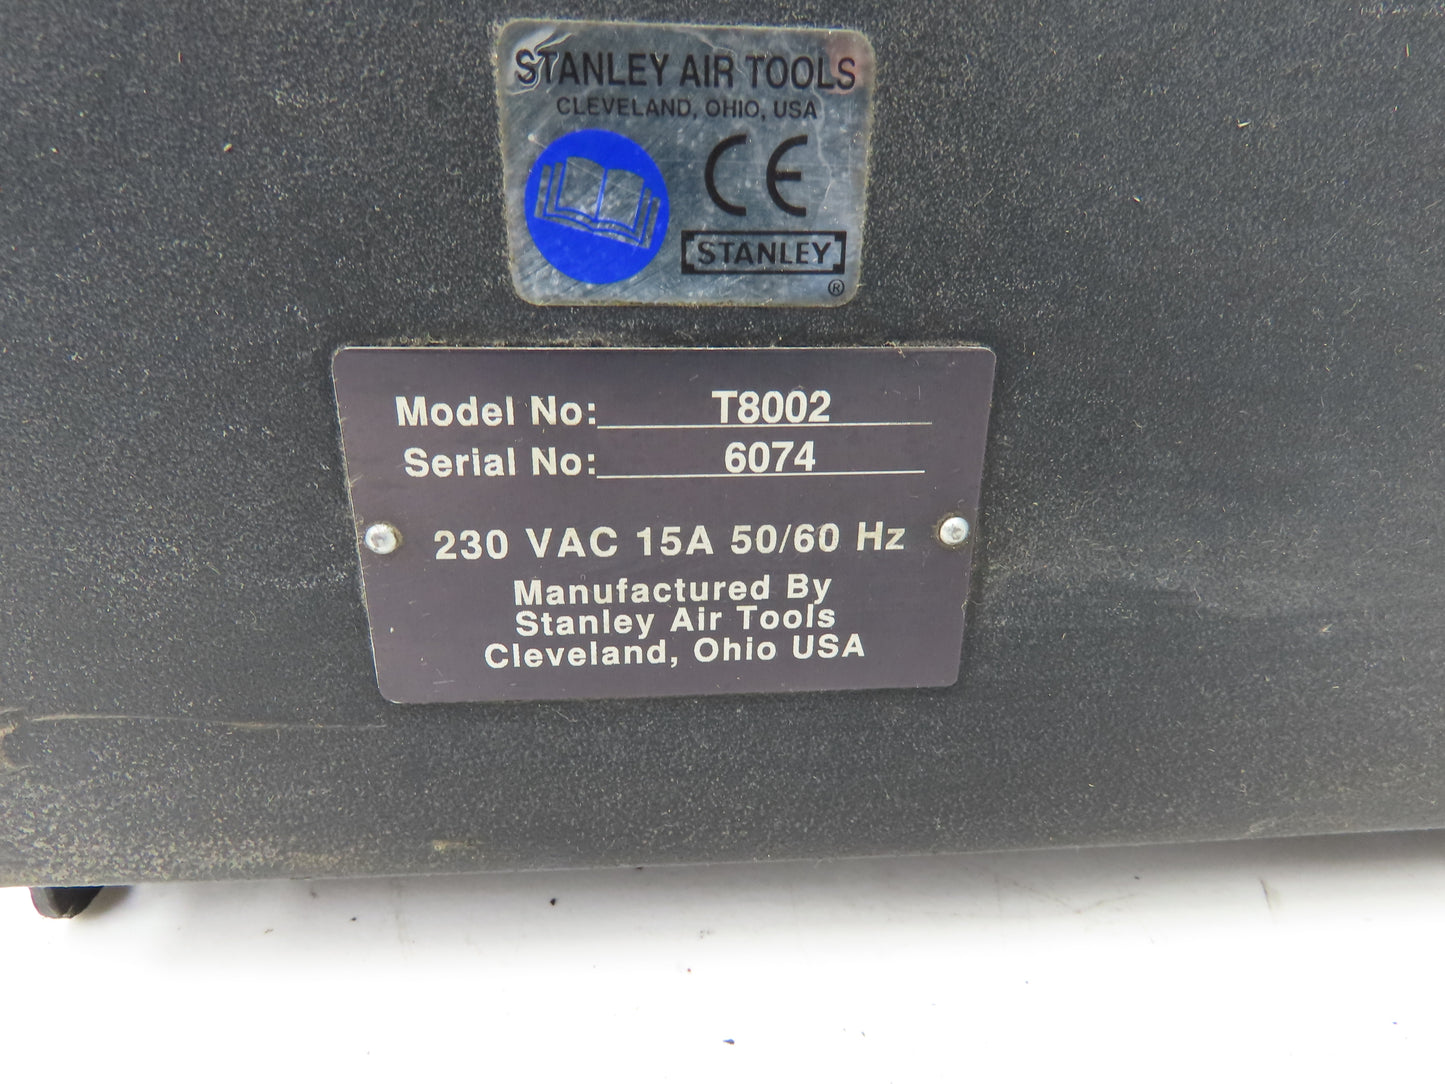 STANLEY AIR TOOLS
CLEVELAND, OHIO, USA
CE
STANLEY
®
Model No: T8002
Serial No: 6074
230 VAC 15A 50/60 Hz
Manufactured By
Stanley Air Tools
Cleveland, Ohio USA